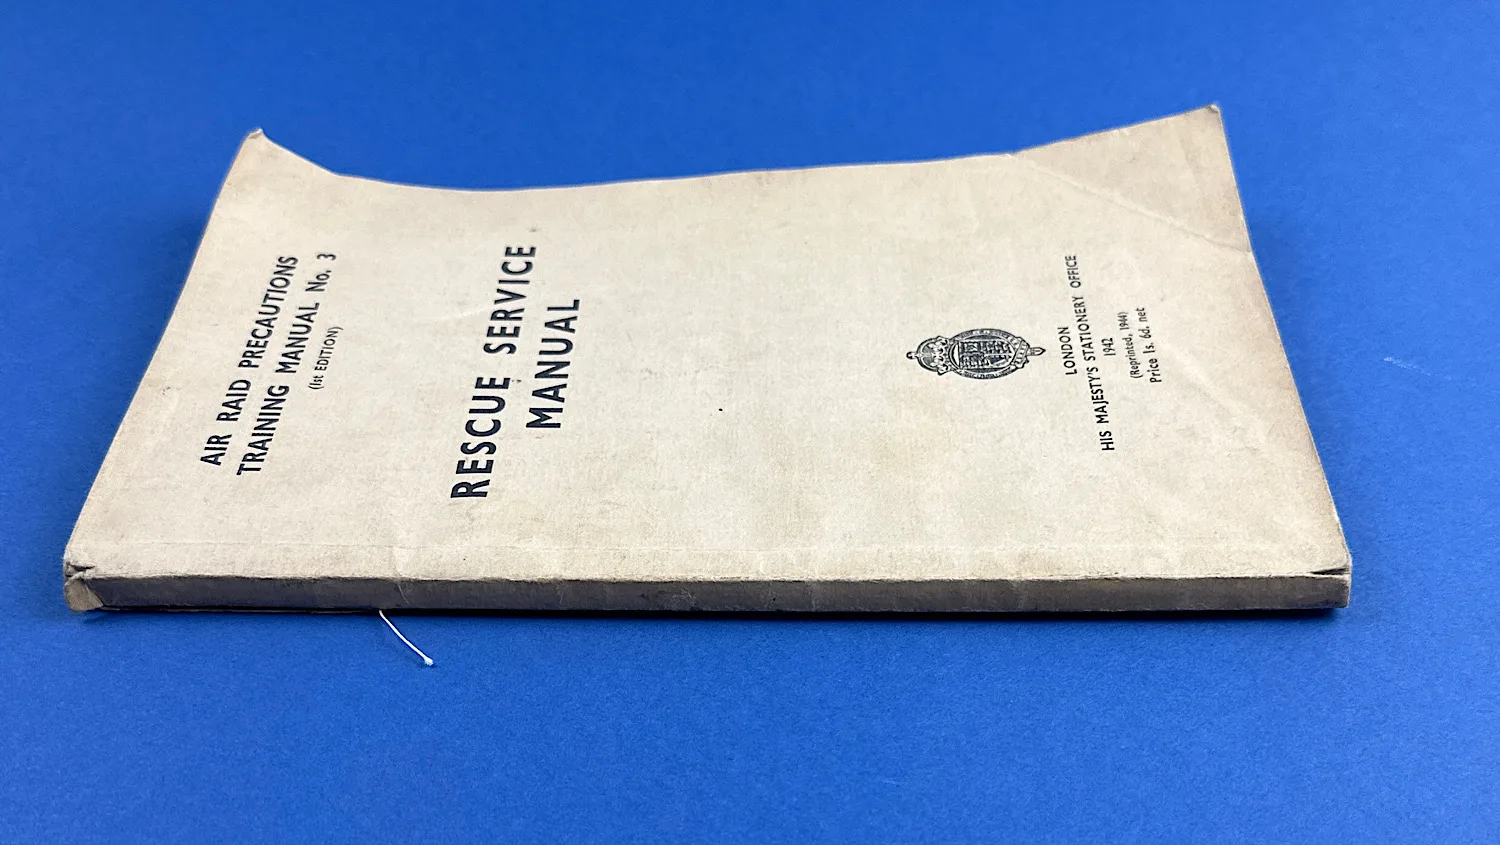 AIR RAID PRECAUTIONS
TRAINING MANUAL No. 3
(1st EDITION)
RESCUE SERVICE
MANUAL
LONDON
HIS MAJESTY'S STATIONERY OFFICE
1942
(Reprinted, 1944)
Price 1s. 6d. net